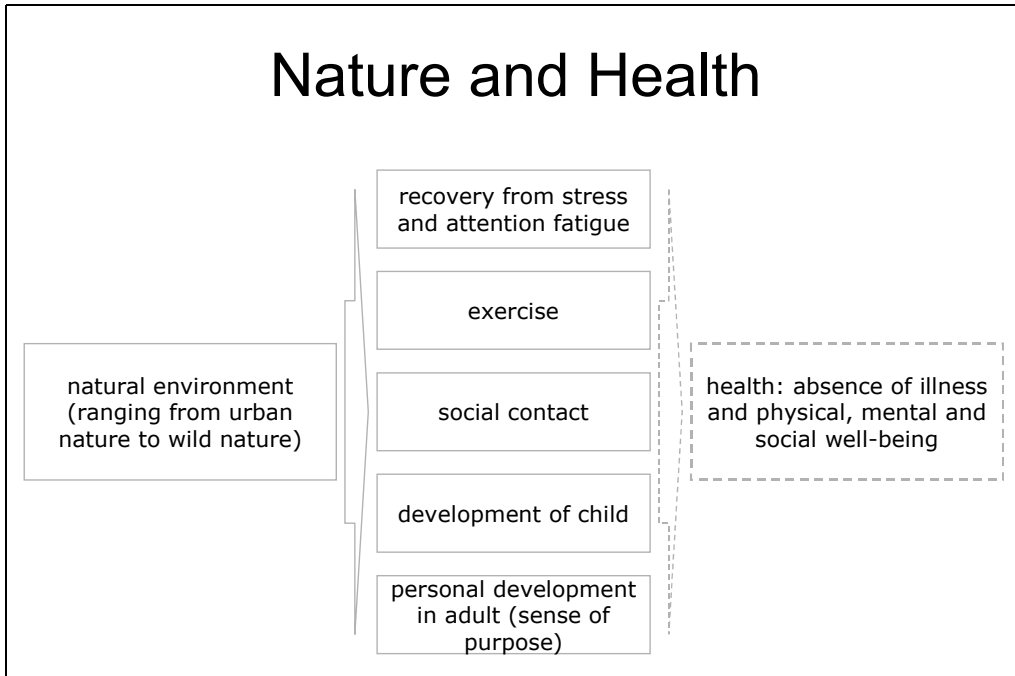 Nature and Health
natural environment
(ranging from urban
nature to wild nature)
recovery from stress
and attention fatigue
exercise
social contact
development of child
personal development
in adult (sense of
purpose)
health: absence of illness
and physical, mental and
social well-being